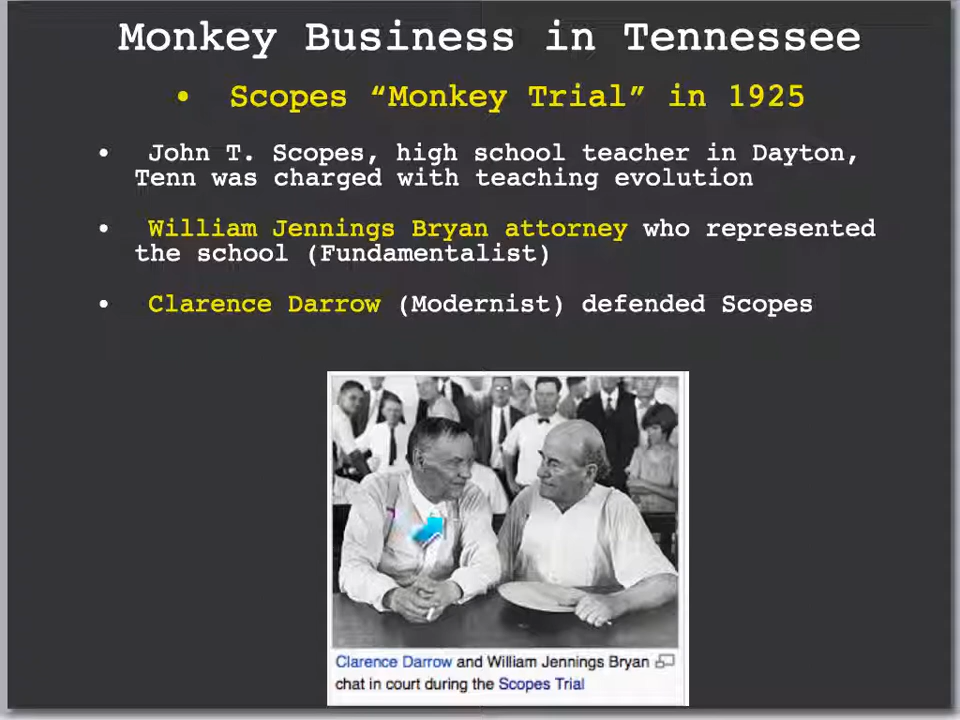 Monkey Business in Tennessee
• Scopes “Monkey Trial” in 1925
• John T. Scopes, high school teacher in Dayton,
Tenn was charged with teaching evolution
• William Jennings Bryan attorney who represented
the school (Fundamentalist)
• Clarence Darrow (Modernist) defended Scopes
Clarence Darrow and William Jennings Bryan
chat in court during the Scopes Trial